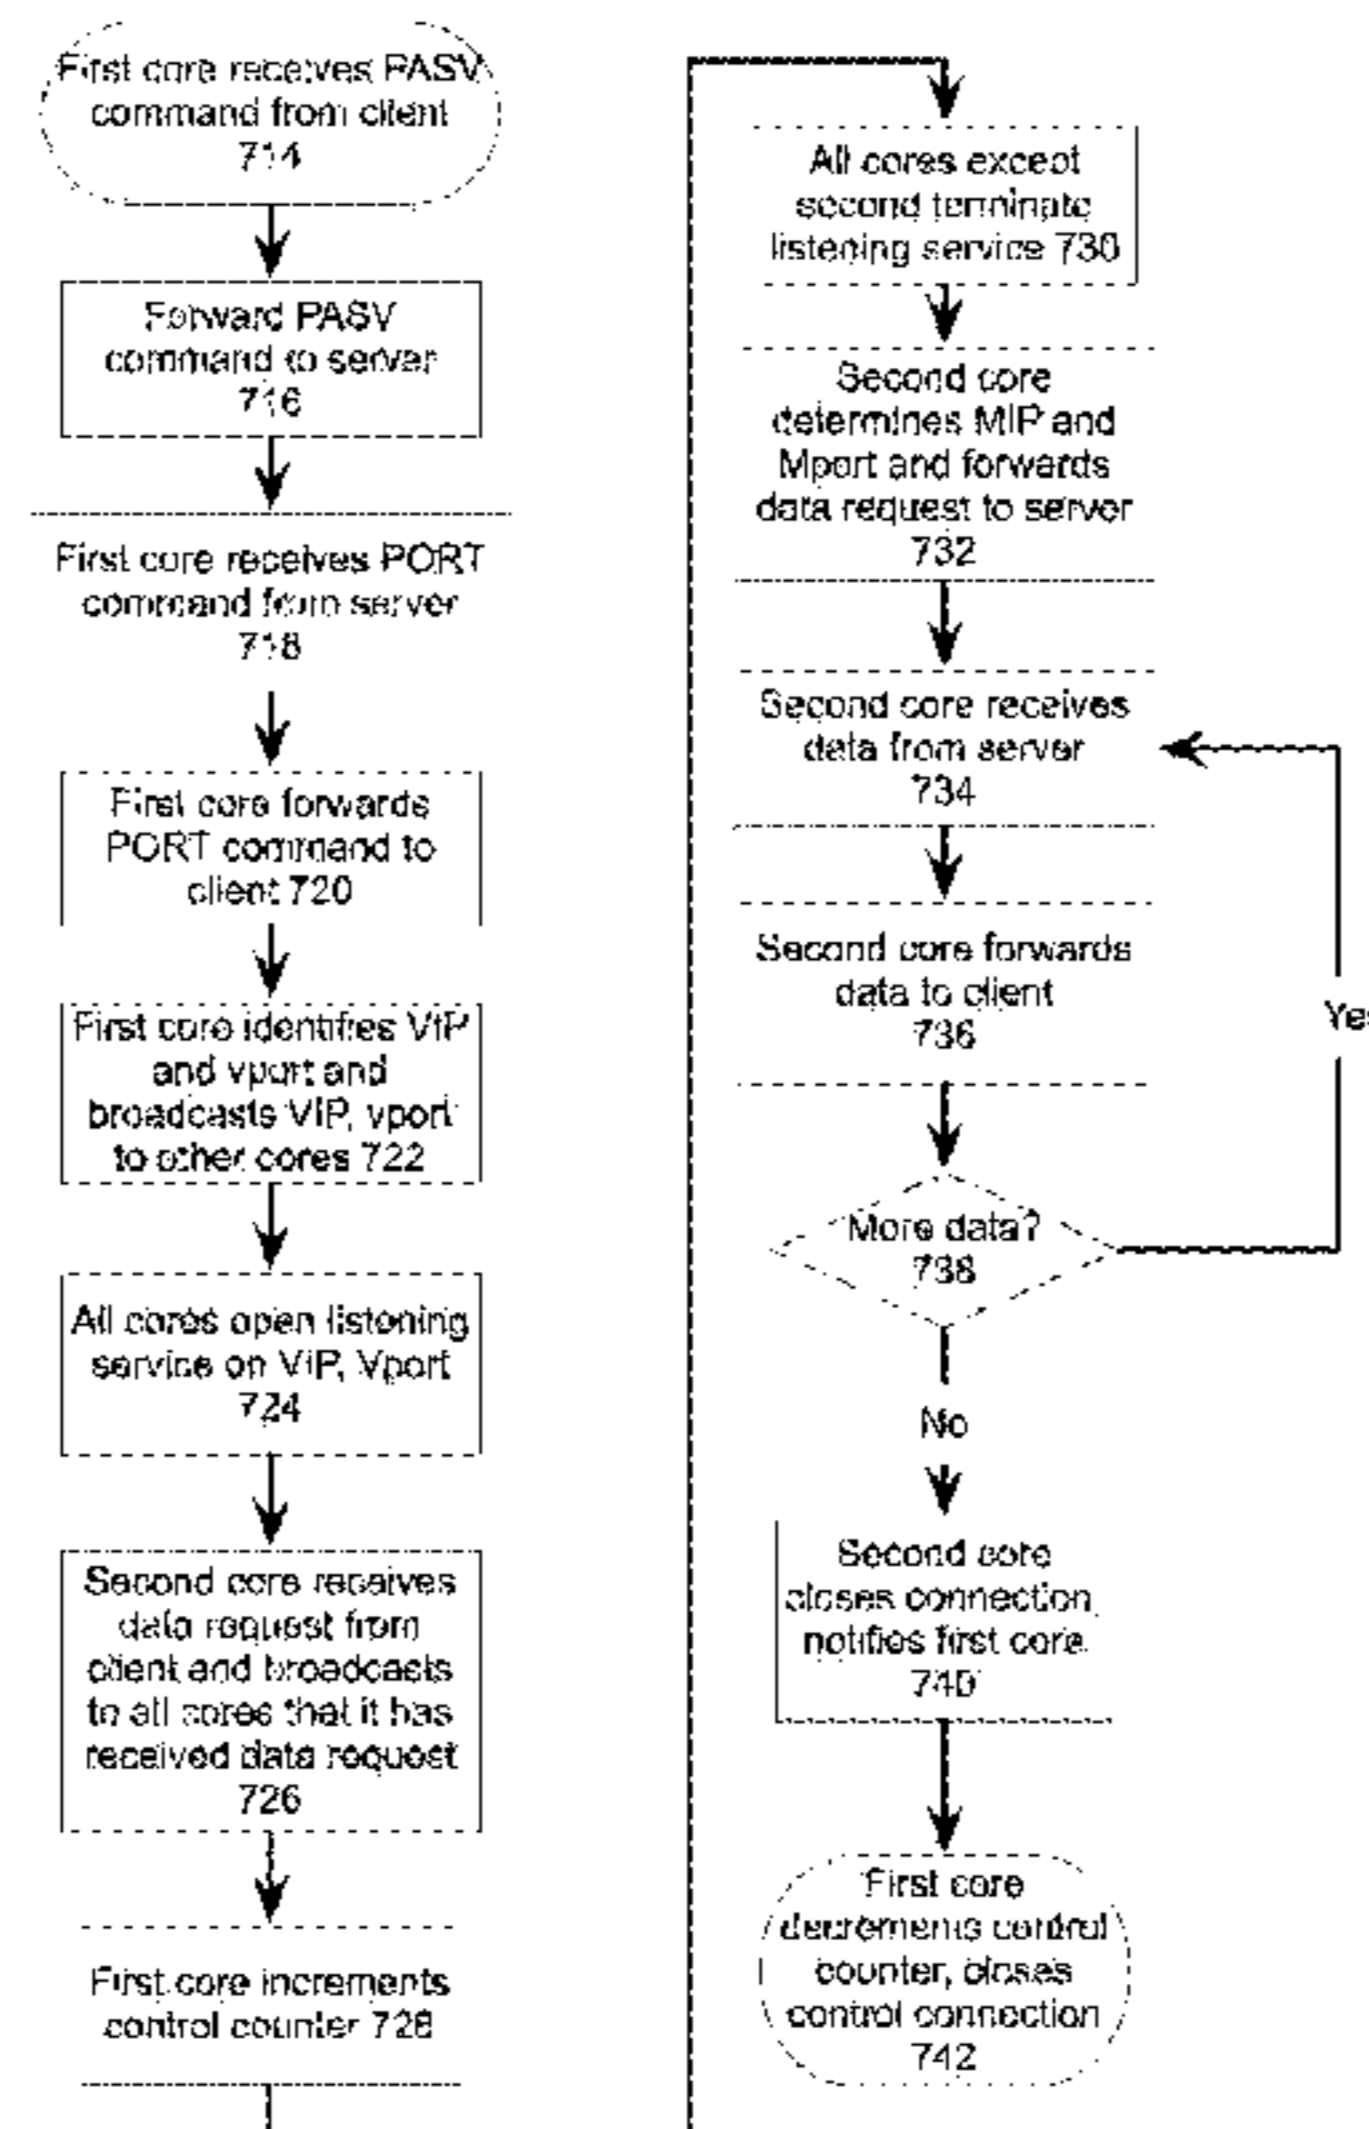 First core receives PASV
command from client
714
Forward PASV
command to server
716
First core receives PORT
command from server
718
First core forwards
PORT command to
client 720
First core identifies VIP
and vport and
broadcasts VIP, vport
to other cores 722
All cores open listening
service on VIP, Vport
724
Second core receives
data request from
client and broadcasts
to all cores that it has
received data request
726
First core increments
control counter 728
All cores except
second terminate
listening service 730
Second core
determines MIP and
Mport and forwards
data request to server
732
Second core receives
data from server
734
Second core forwards
data to client
736
Yes
More data?
738
No
Second core
closes connection,
notifies first core
740
First core
decrements control
counter, closes
control connection
742